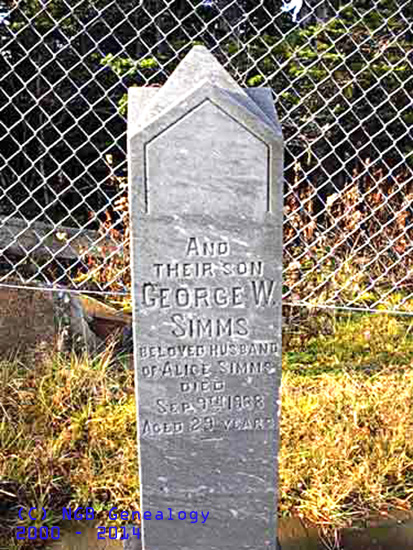 AND
THEIR SON
GEORGE W.
SIMMS
BELOVED HUSBAND
OF ALICE SIMMS
DIED
SEP. 9TH 1933
AGED 29 YEARS
(C) NGB Genealogy
2000 - 2014